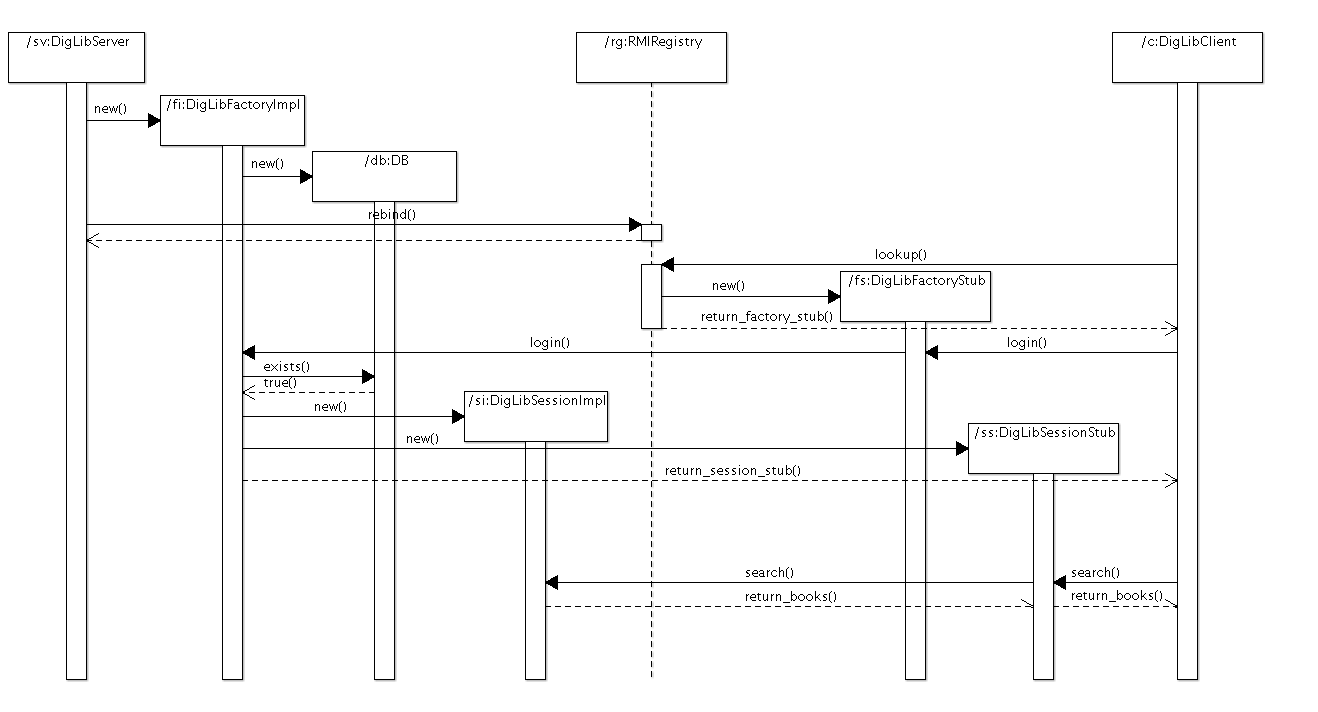 /sv:DigLibServer
/rg:RMIRegistry
/c:DigLibClient
new()
/fi:DigLibFactoryImpl
new()
/db:DB
rebind()
lookup()
new()
/fs:DigLibFactoryStub
return_factory_stub()
login()
login()
exists()
true()
new()
/si:DigLibSessionImpl
new()
/ss:DigLibSessionStub
return_session_stub()
search()
search()
return_books()
return_books()